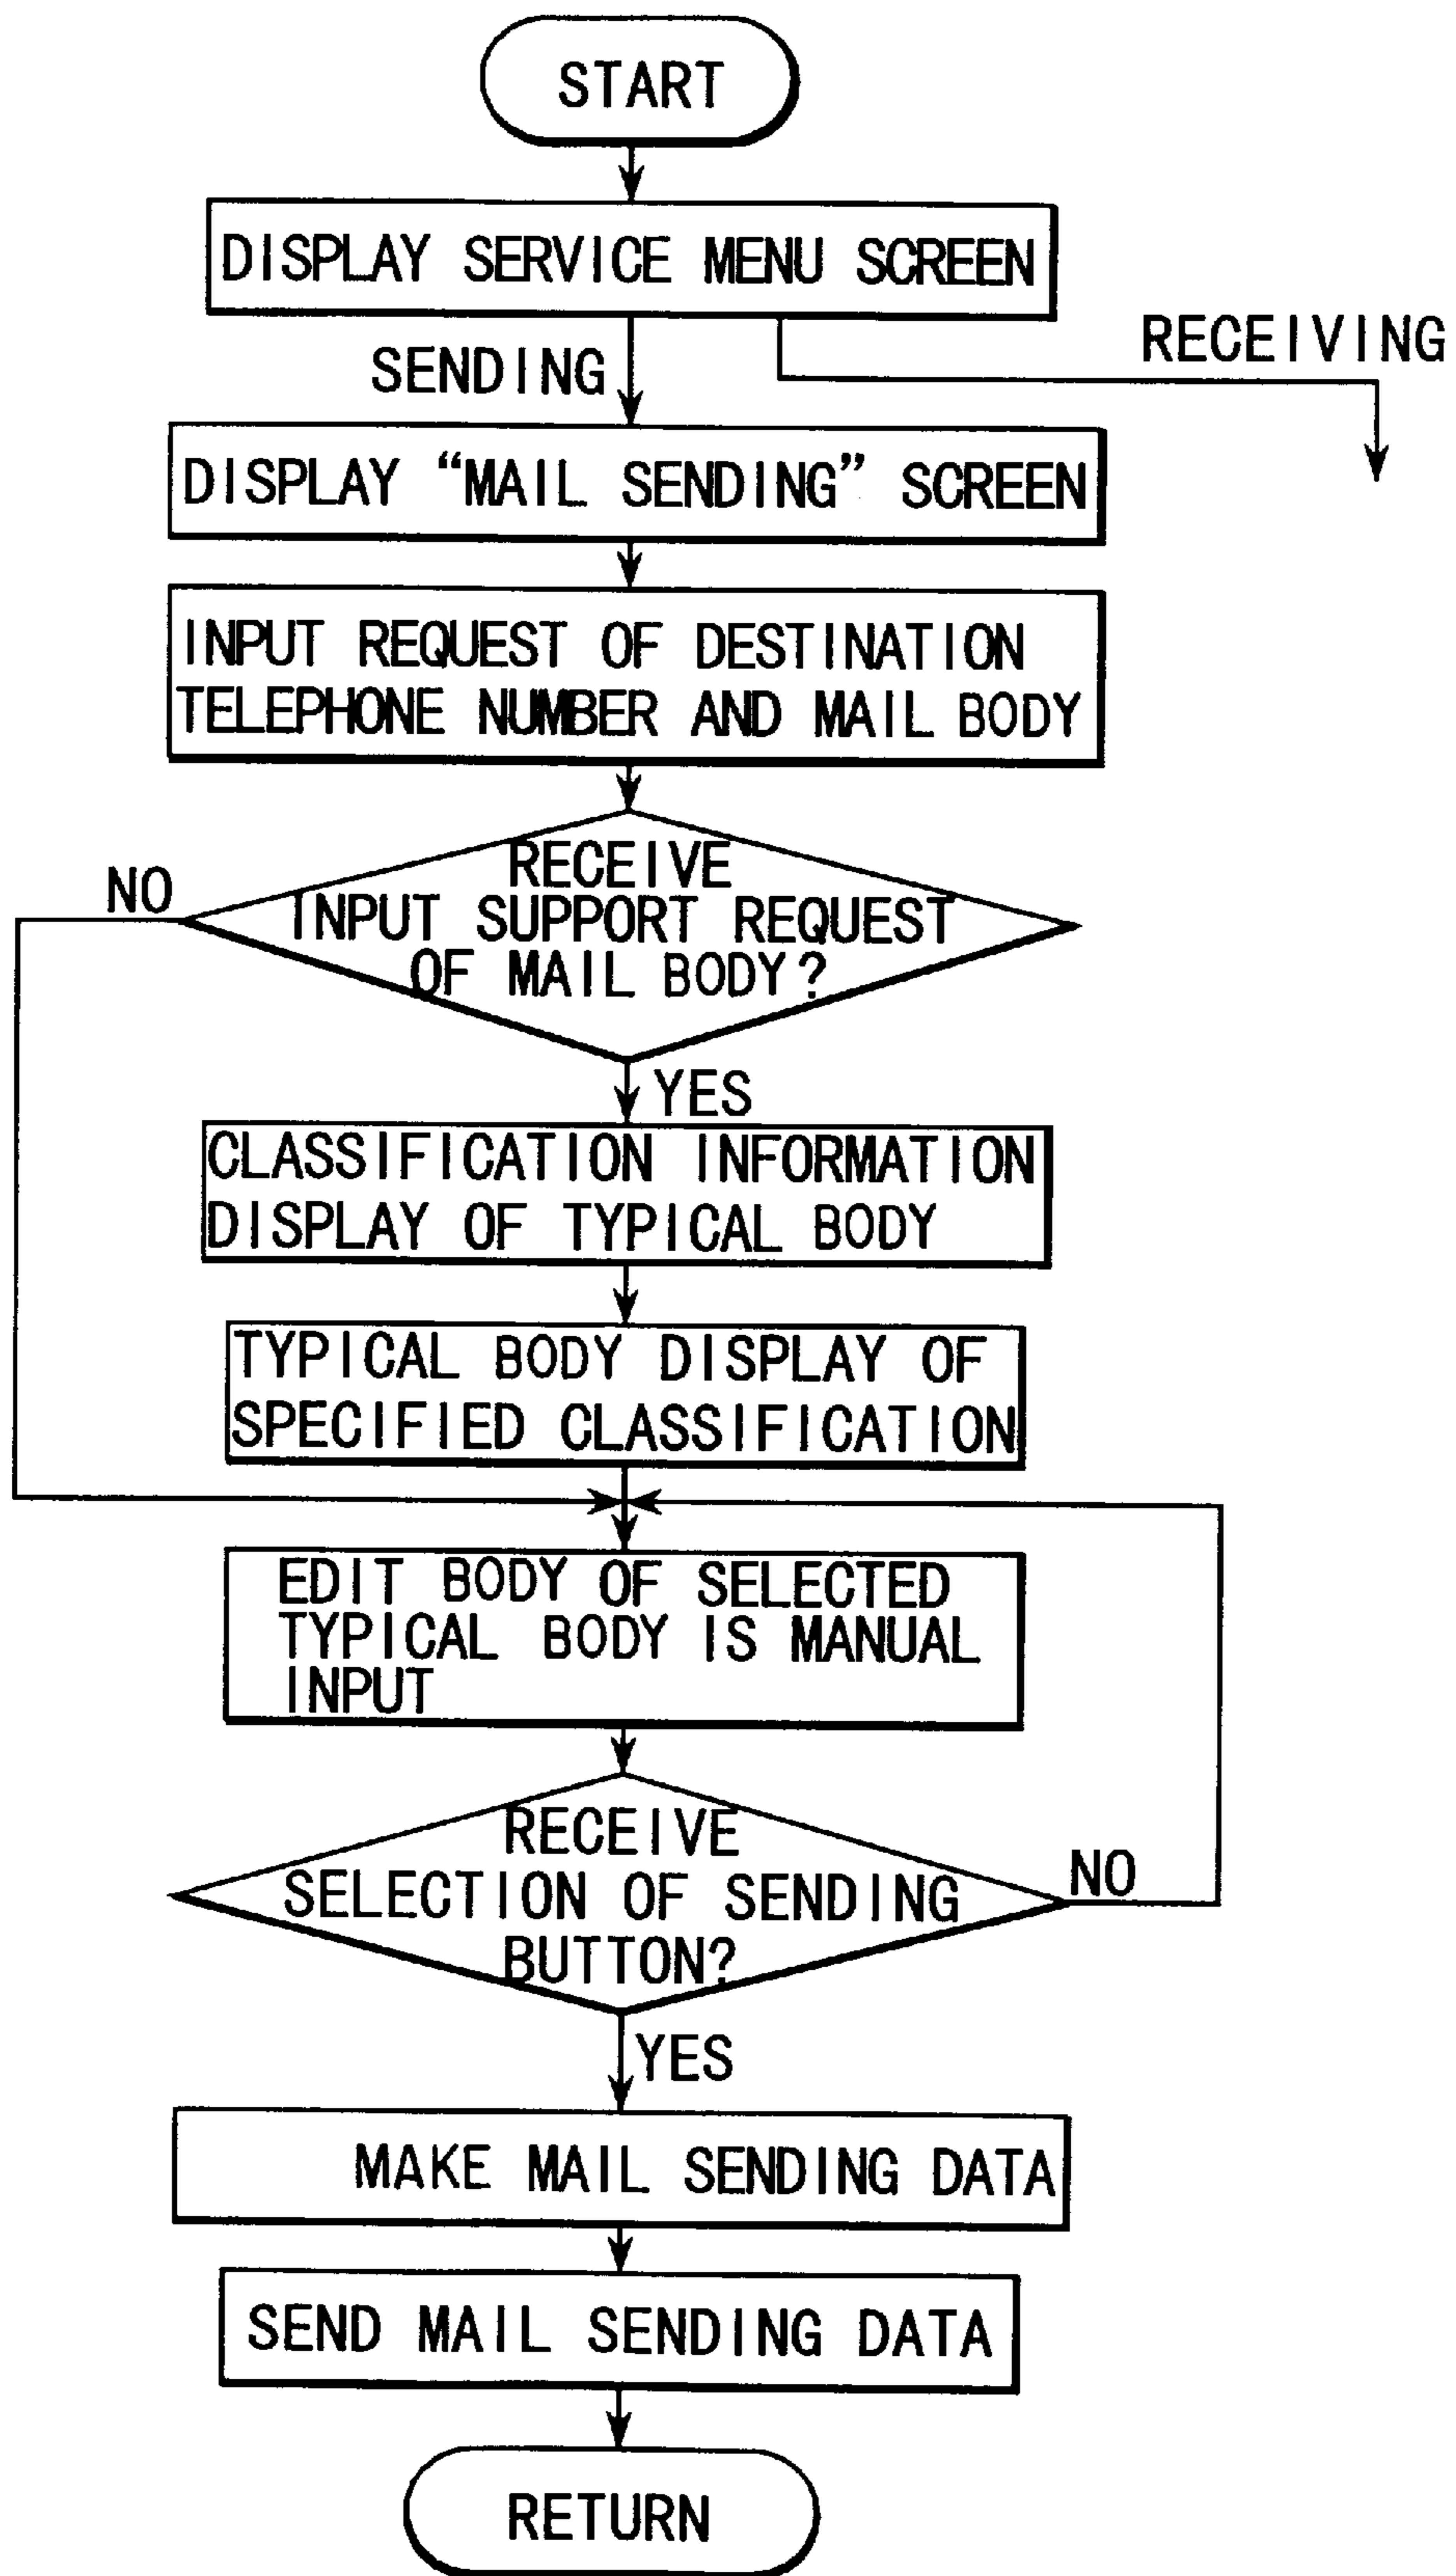 START
DISPLAY SERVICE MENU SCREEN
RECEIVING
SENDING
DISPLAY “MAIL SENDING” SCREEN
INPUT REQUEST OF DESTINATION
TELEPHONE NUMBER AND MAIL BODY
NO
RECEIVE
INPUT SUPPORT REQUEST
OF MAIL BODY?
YES
CLASSIFICATION INFORMATION
DISPLAY OF TYPICAL BODY
TYPICAL BODY DISPLAY OF
SPECIFIED CLASSIFICATION
EDIT BODY OF SELECTED
TYPICAL BODY IS MANUAL
INPUT
RECEIVE
SELECTION OF SENDING
BUTTON?
NO
YES
MAKE MAIL SENDING DATA
SEND MAIL SENDING DATA
RETURN